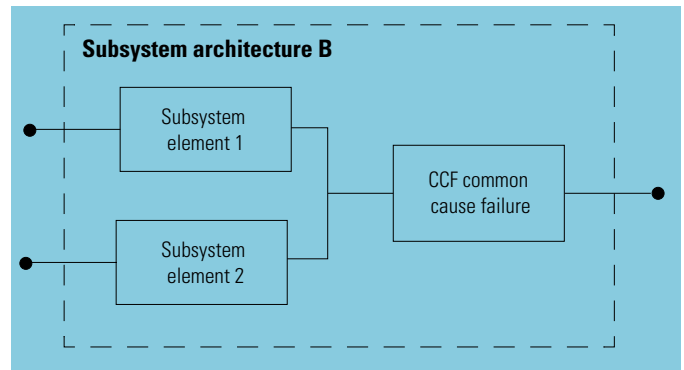 Subsystem architecture B
Subsystem
element 1
CCF common
cause failure
Subsystem
element 2